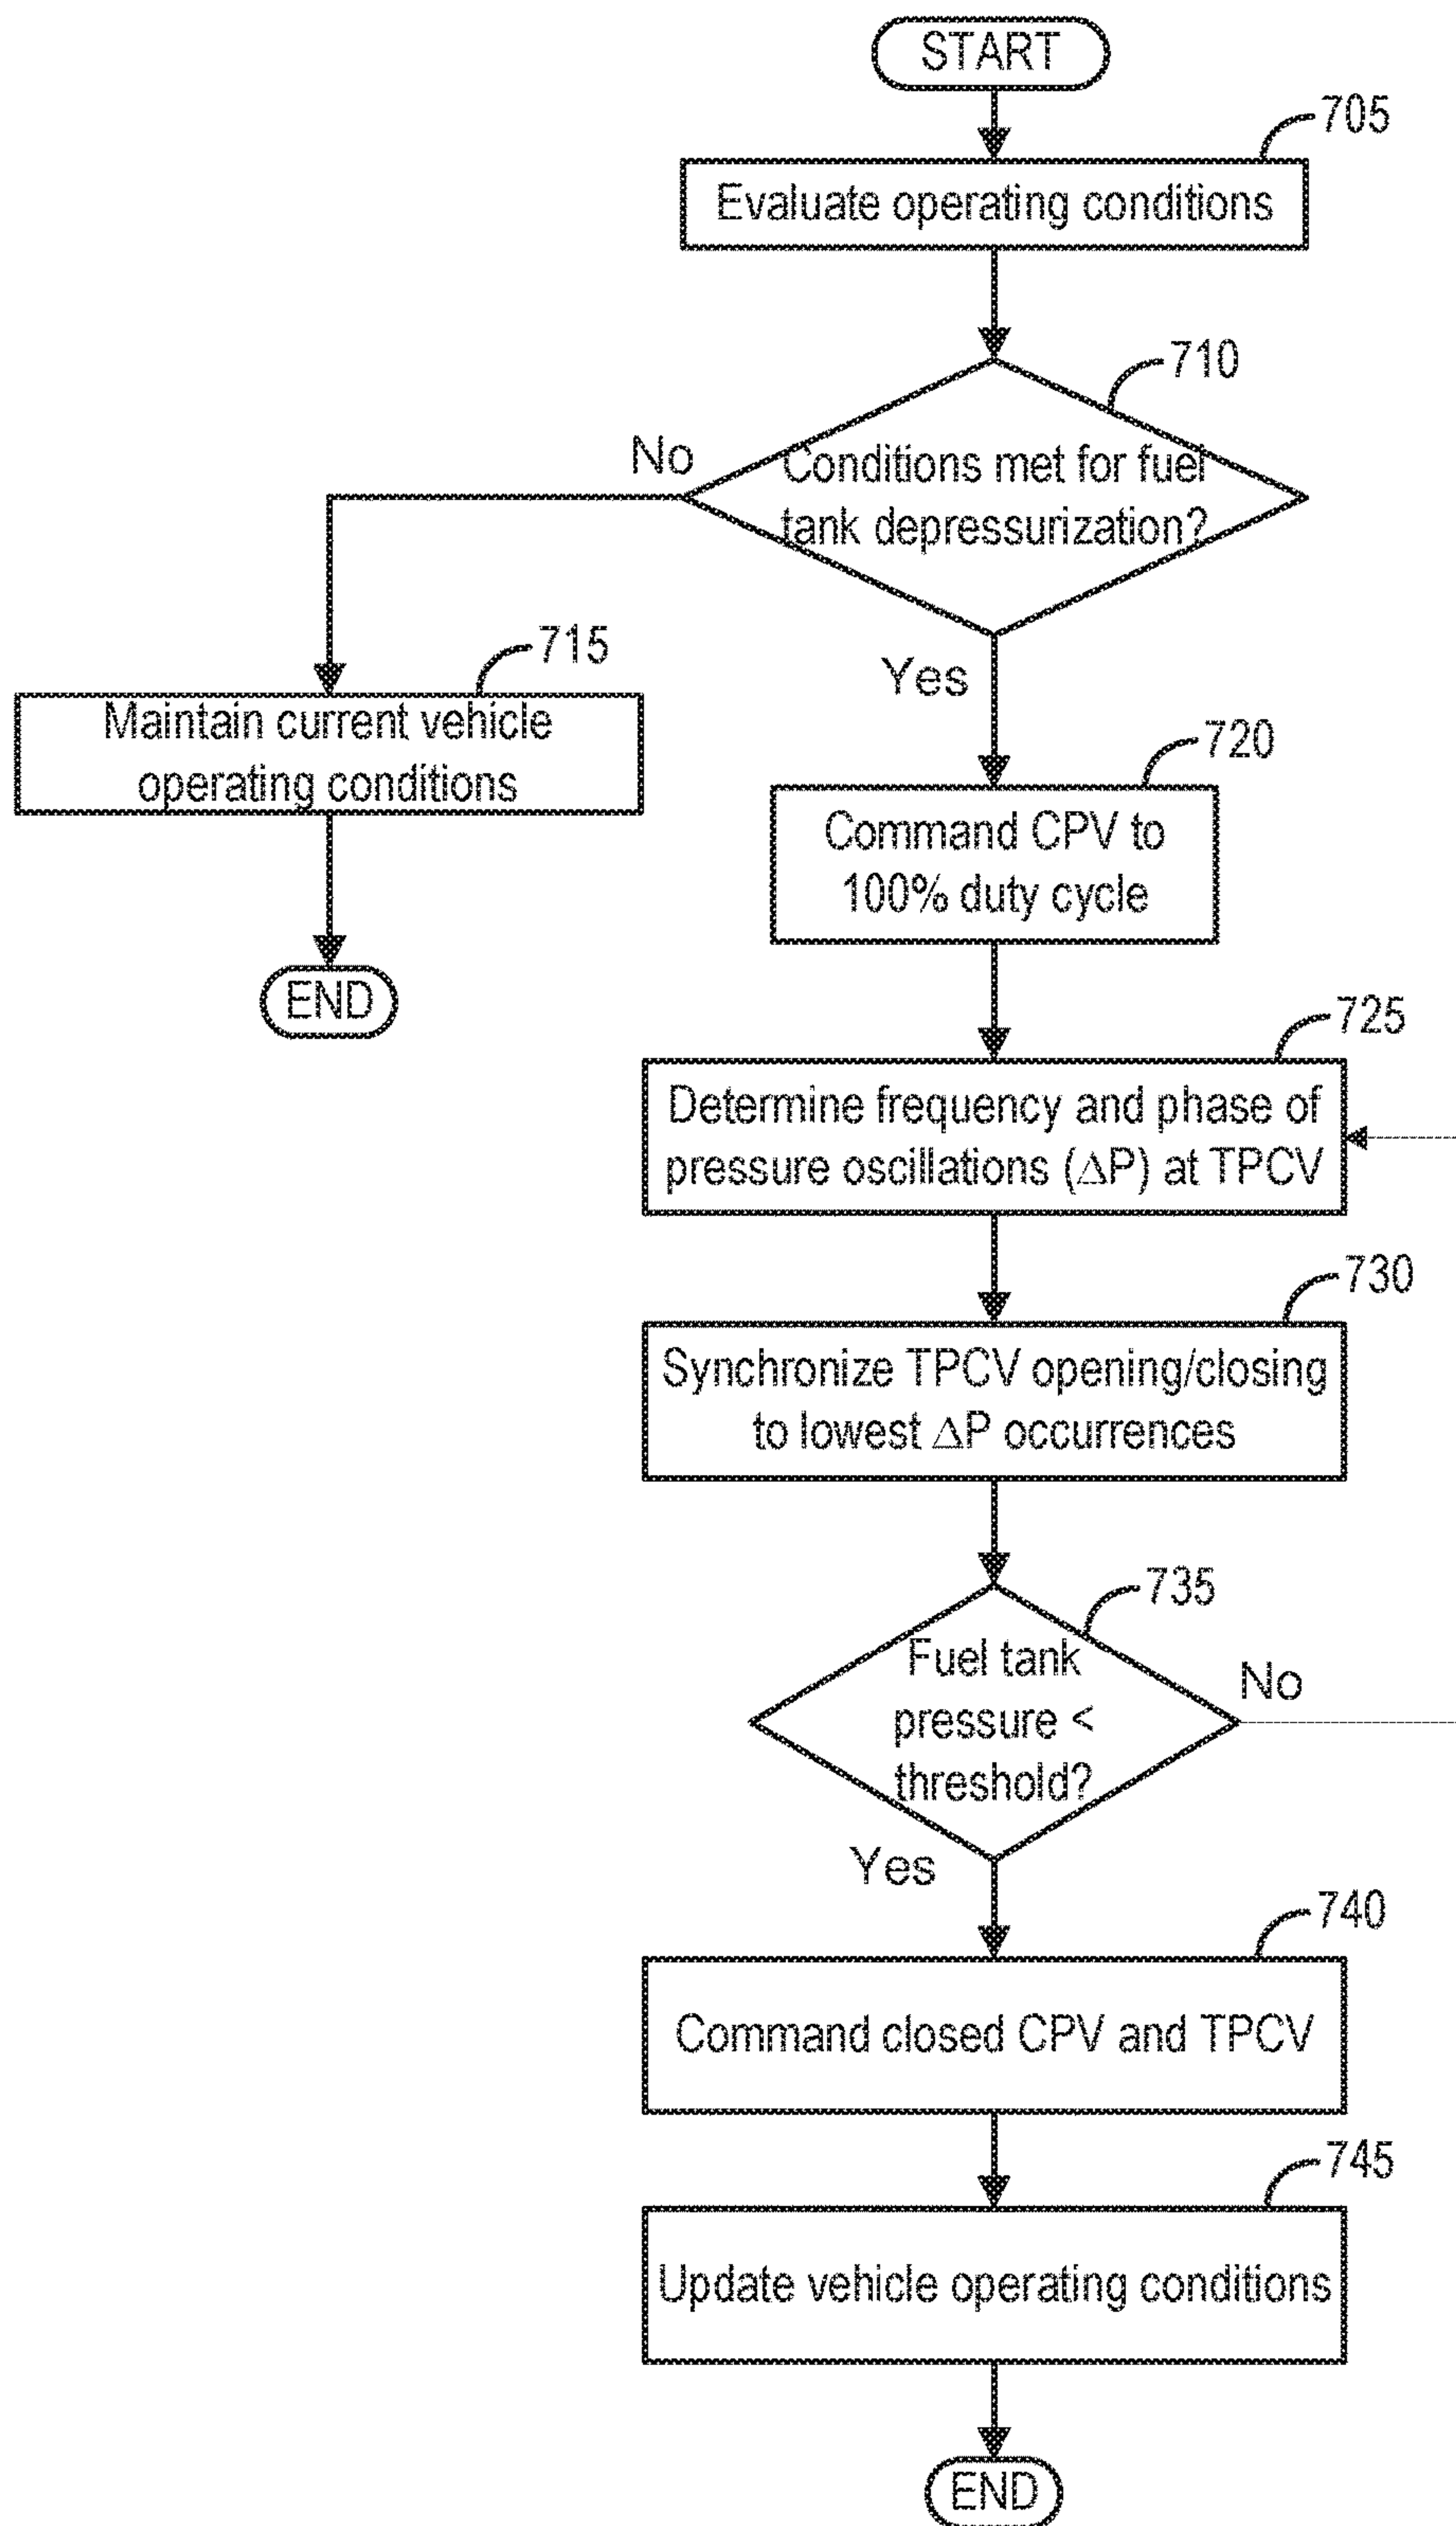 START
705
Evaluate operating conditions
710
No
Conditions met for fuel
tank depressurization?
715
Maintain current vehicle
operating conditions
Yes
720
Command CPV to
100% duty cycle
END
725
Determine frequency and phase of
pressure oscillations (ΔP) at TPCV
730
Synchronize TPCV opening/closing
to lowest ΔP occurrences
735
Fuel tank
pressure <
threshold?
No
Yes
740
Command closed CPV and TPCV
745
Update vehicle operating conditions
END